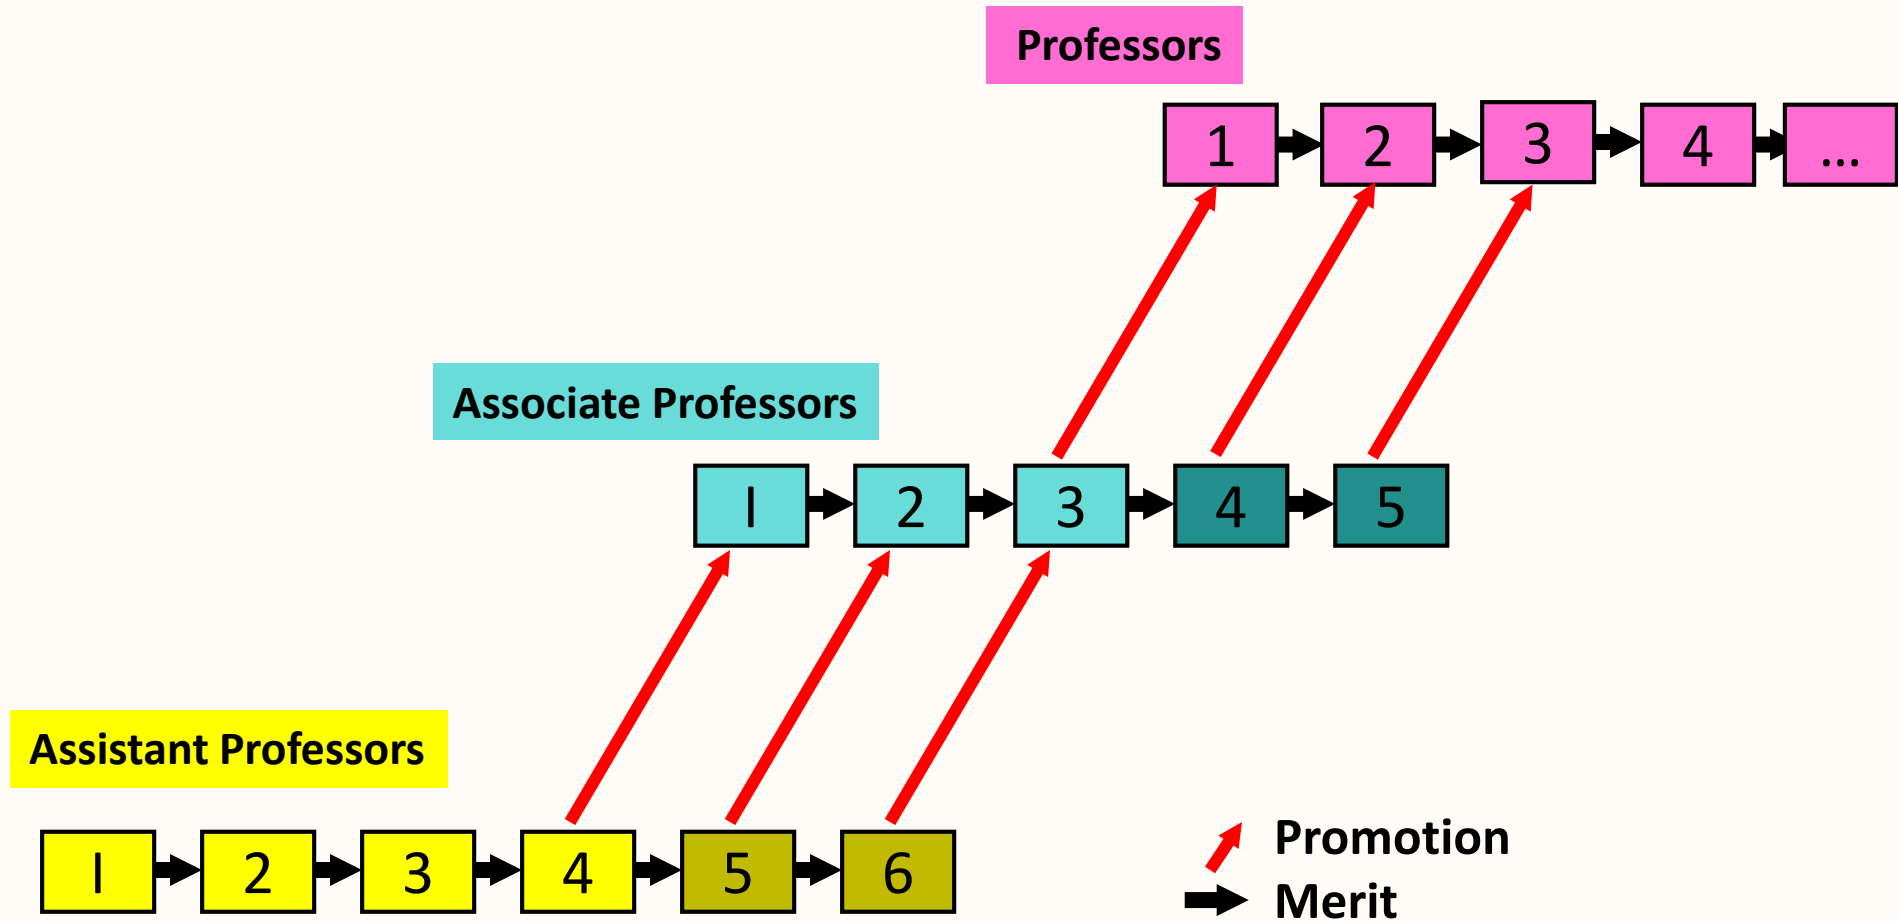 Professors
1 2 3 4 ...
Associate Professors
I 2 3 4 5
Assistant Professors
I 2 3 4 5 6
Promotion
Merit